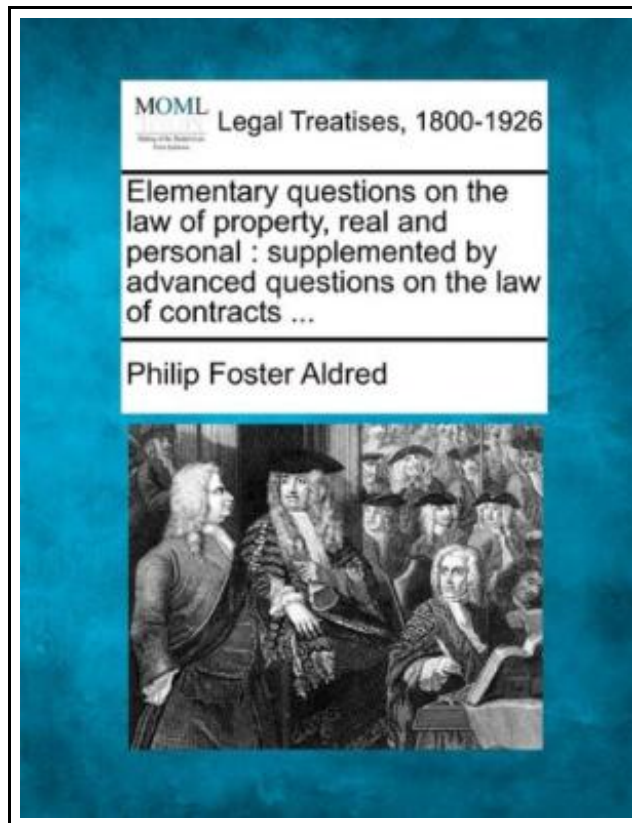 MOML
Legal Treatises, 1800-1926
Elementary questions on the
law of property, real and
personal : supplemented by
advanced questions on the law
of contracts ...
Philip Foster Aldred